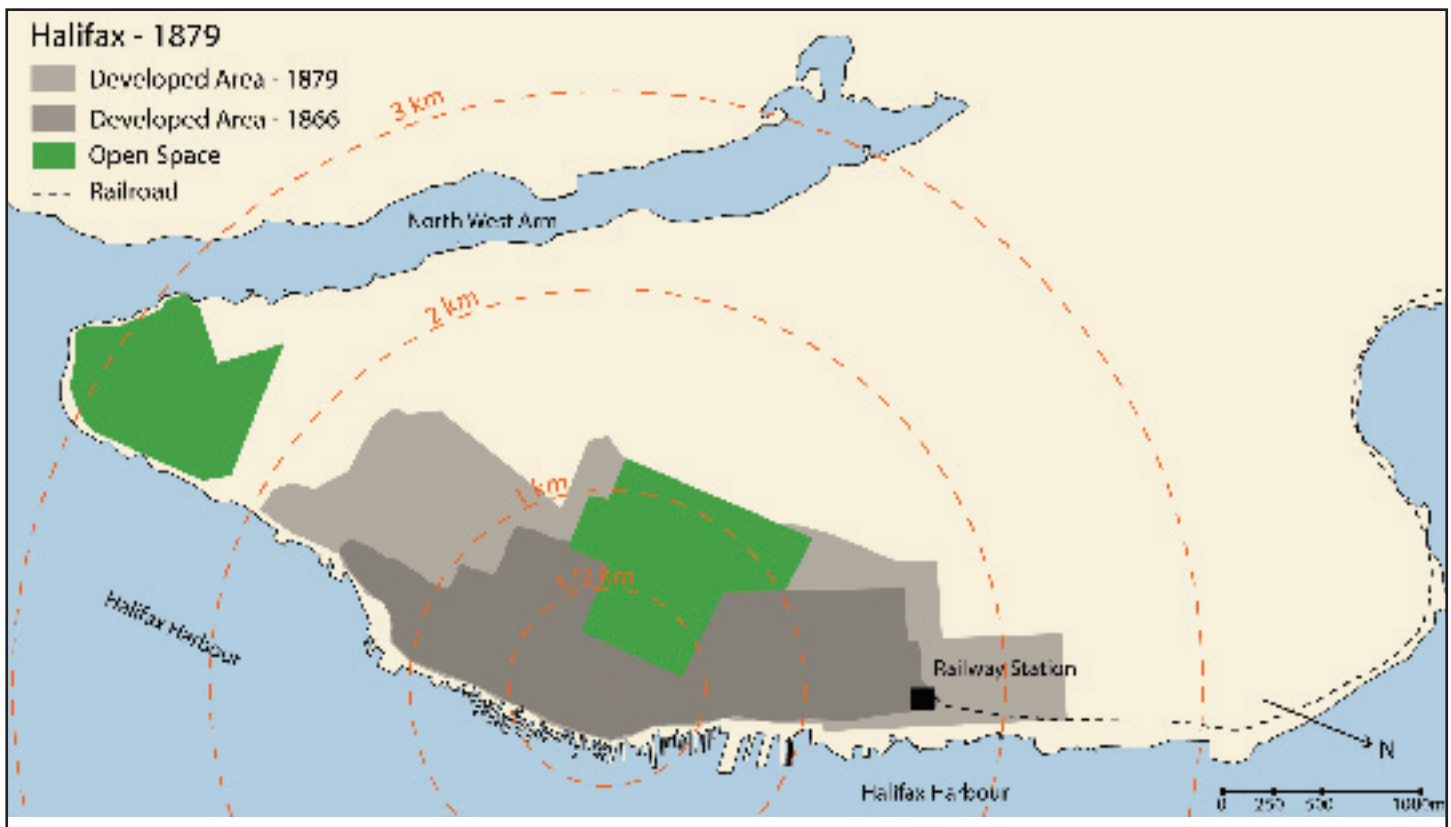 Halifax - 1879
Developed Area - 1879
Developed Area - 1866
Open Space
Railroad
3 km
North West Arm
2 km
1 km
1/2 km
Halifax Harbour
Railway Station
N
Halifax Harbour
0 250 500 1000m